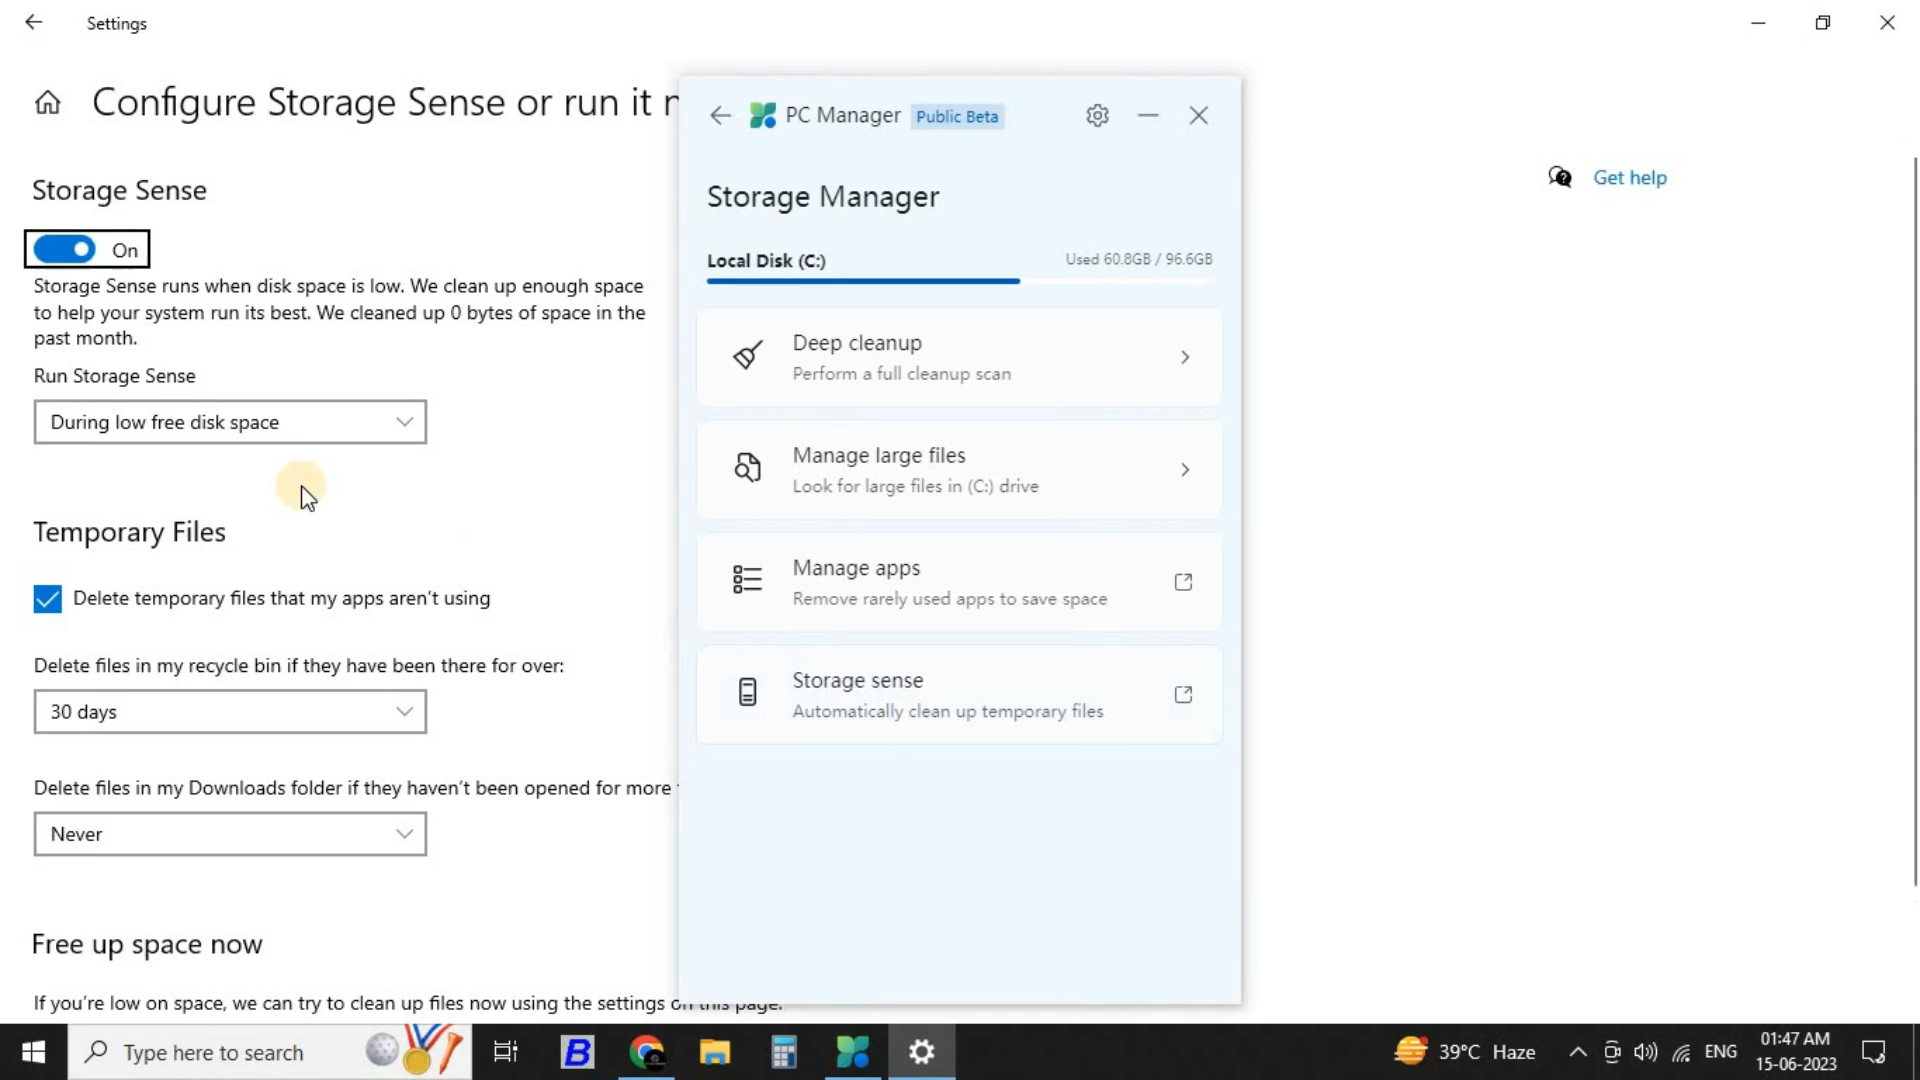 Settings
Configure Storage Sense or run it n
Storage Sense
On
Storage Sense runs when disk space is low. We clean up enough space
to help your system run its best. We cleaned up 0 bytes of space in the
past month.
Run Storage Sense
During low free disk space
Temporary Files
Delete temporary files that my apps aren't using
Delete files in my recycle bin if they have been there for over:
30 days
Delete files in my Downloads folder if they haven't been opened for more
Never
Free up space now
If you're low on space, we can try to clean up files now using the settings on this page.
PC Manager Public Beta
Storage Manager
Local Disk (C:) Used 60.8GB / 96.6GB
Deep cleanup
Perform a full cleanup scan
Manage large files
Look for large files in (C:) drive
Manage apps
Remove rarely used apps to save space
Storage sense
Automatically clean up temporary files
Get help
Type here to search
B
39°C Haze
ENG
01:47 AM
15-06-2023